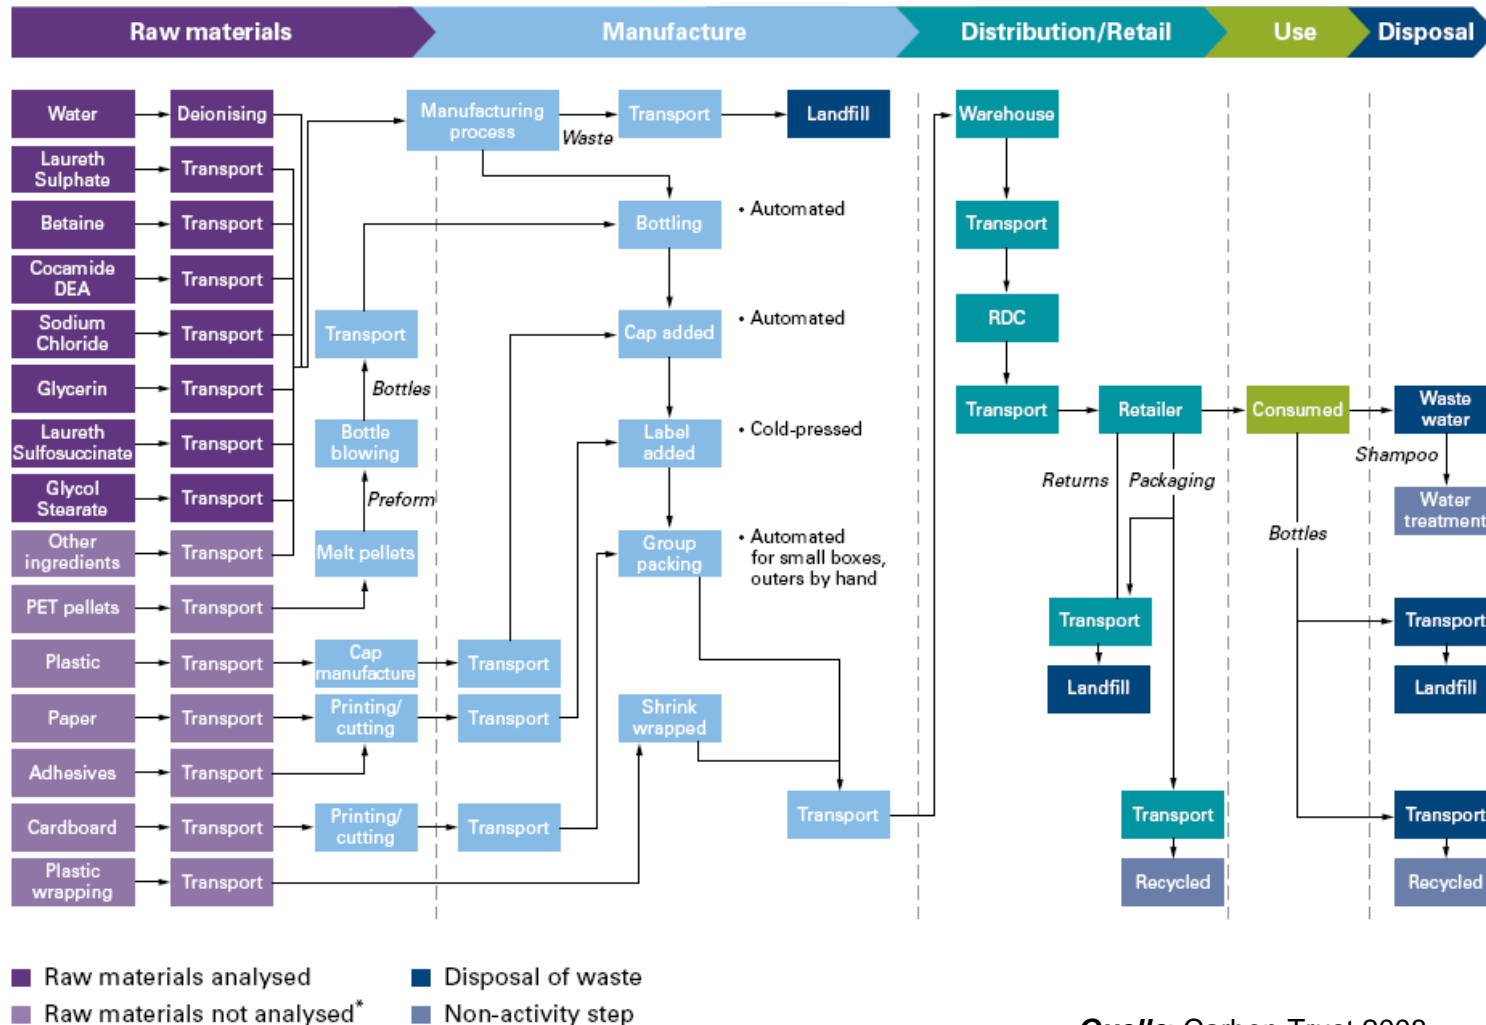 Raw materials
Manufacture
Distribution/Retail
Use
Disposal
Water
Deionising
Manufacturing
process
Waste
Transport
Landfill
Warehouse
Laureth
Sulphate
Transport
Betaine
Transport
Bottling
• Automated
Transport
Cocamide
DEA
Transport
Sodium
Chloride
Transport
Transport
Cap added
• Automated
RDC
Glycerin
Transport
Bottles
Transport
Retailer
Consumed
Waste
water
Laureth
Sulfosuccinate
Transport
Bottle
blowing
Label
added
• Cold-pressed
Shampoo
Returns
Packaging
Glycol
Stearate
Transport
Preform
Water
treatment
Other
ingredients
Transport
Melt pellets
Group
packing
• Automated
for small boxes,
outers by hand
Bottles
PET pellets
Transport
Transport
Transport
Plastic
Transport
Cap
manufacture
Transport
Landfill
Landfill
Paper
Transport
Printing/
cutting
Transport
Shrink
wrapped
Adhesives
Transport
Cardboard
Transport
Printing/
cutting
Transport
Transport
Transport
Transport
Plastic
wrapping
Transport
Recycled
Recycled
Raw materials analysed
Disposal of waste
Raw materials not analysed*
Non-activity step